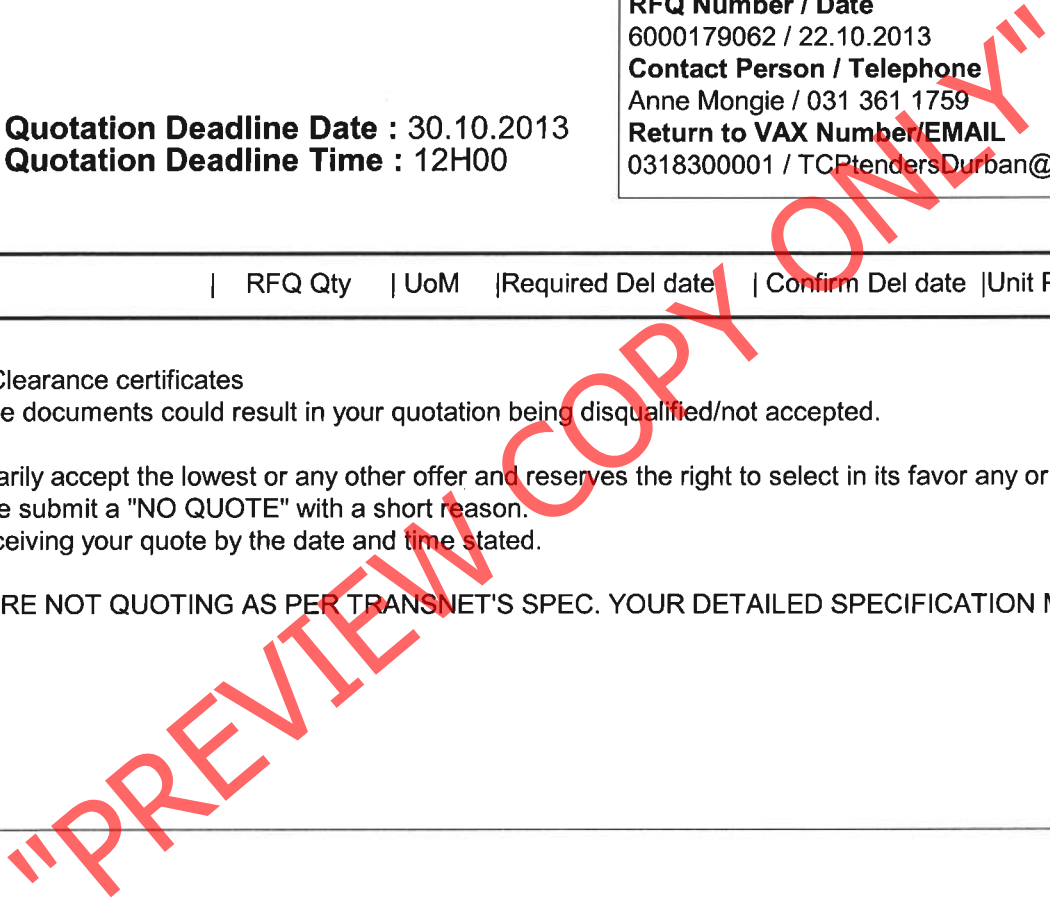 RFQ Number / Date
6000179062 / 22.10.2013
Contact Person / Telephone
Anne Mongie / 031 361 1759
Return to VAX Number/EMAIL
0318300001 / TCPtendersDurban@
Quotation Deadline Date : 30.10.2013
Quotation Deadline Time : 12H00
| RFQ Qty | UoM |Required Del date | Confirm Del date |Unit P
Clearance certificates
e documents could result in your quotation being disqualified/not accepted.
arily accept the lowest or any other offer and reserves the right to select in its favor any or
e submit a "NO QUOTE" with a short reason.
ceiving your quote by the date and time stated.
RE NOT QUOTING AS PER TRANSNET'S SPEC. YOUR DETAILED SPECIFICATION M
"PREVIEW COPY ONLY"